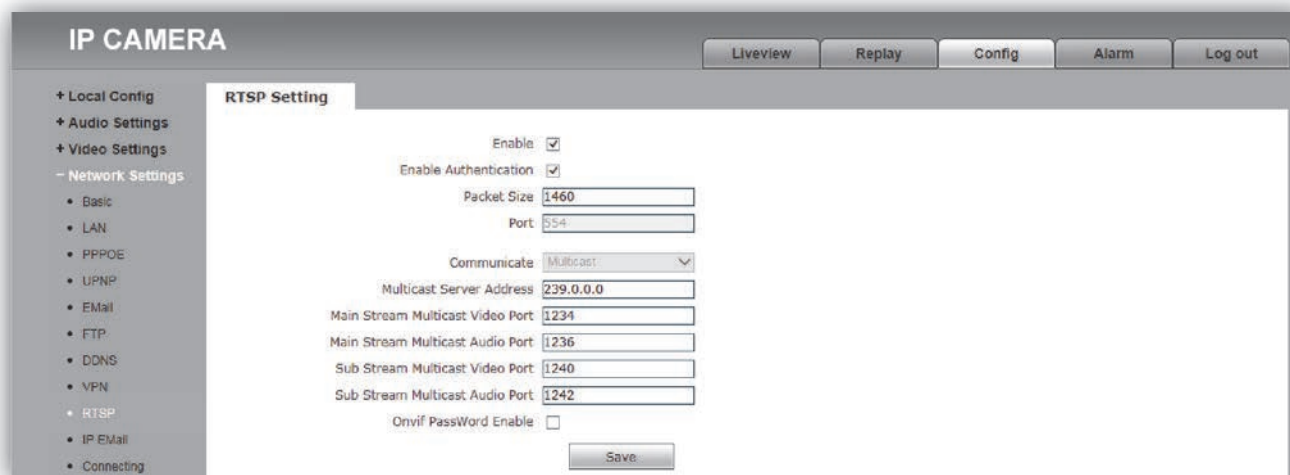 IP CAMERA
Liveview Replay Config Alarm Log out
+ Local Config
+ Audio Settings
+ Video Settings
− Network Settings
• Basic
• LAN
• PPPOE
• UPNP
• EMail
• FTP
• DDNS
• VPN
• RTSP
• IP EMail
• Connecting
RTSP Setting
Enable
Enable Authentication
Packet Size 1460
Port 554
Communicate Multicast
Multicast Server Address 239.0.0.0
Main Stream Multicast Video Port 1234
Main Stream Multicast Audio Port 1236
Sub Stream Multicast Video Port 1240
Sub Stream Multicast Audio Port 1242
Onvif PassWord Enable
Save